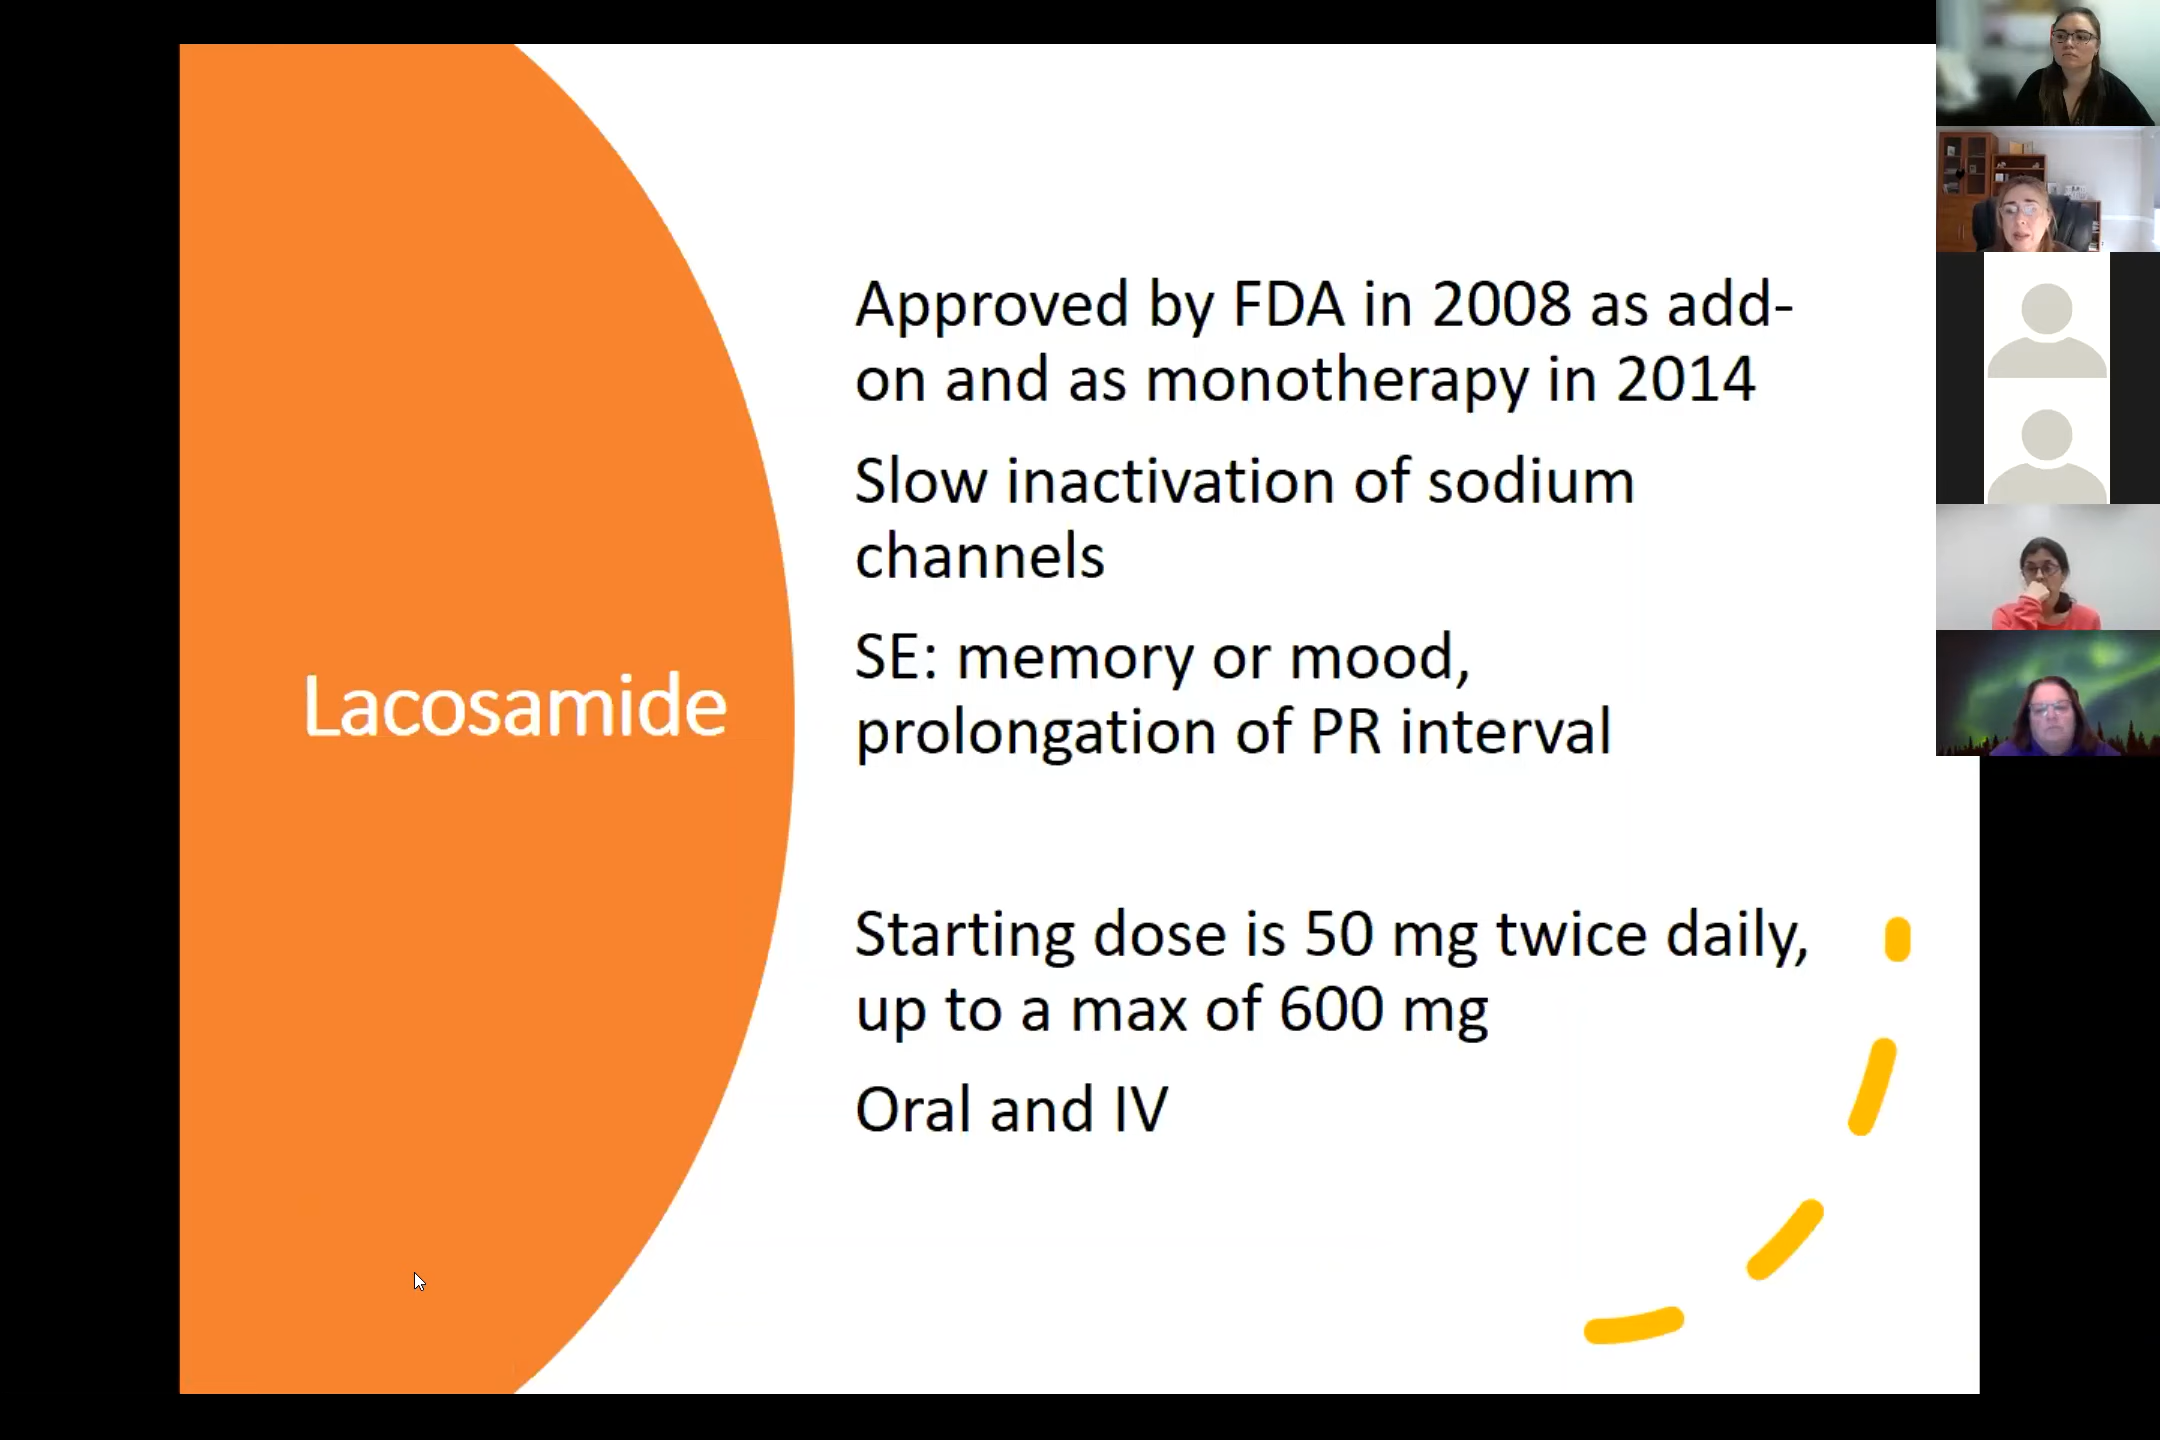 Lacosamide
Approved by FDA in 2008 as add-
on and as monotherapy in 2014
Slow inactivation of sodium
channels
SE: memory or mood,
prolongation of PR interval
Starting dose is 50 mg twice daily,
up to a max of 600 mg
Oral and IV